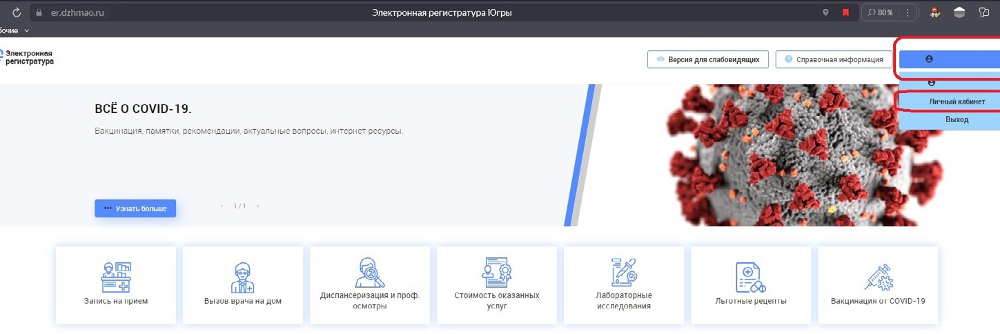 er.dzhmao.ru
Электронная регистратура Югры
80 %
бочие
Электронная
регистратура
Версия для слабовидящих
Справочная информация
Личный кабинет
Выход
ВСЁ О COVID-19.
Вакцинация, памятки, рекомендации, актуальные вопросы, интернет-ресурсы.
Узнать больше
1 / 1
Запись на прием
Вызов врача на дом
Диспансеризация и проф.
осмотры
Стоимость оказанных
услуг
Лабораторные
исследования
Льготные рецепты
Вакцинация от COVID-19